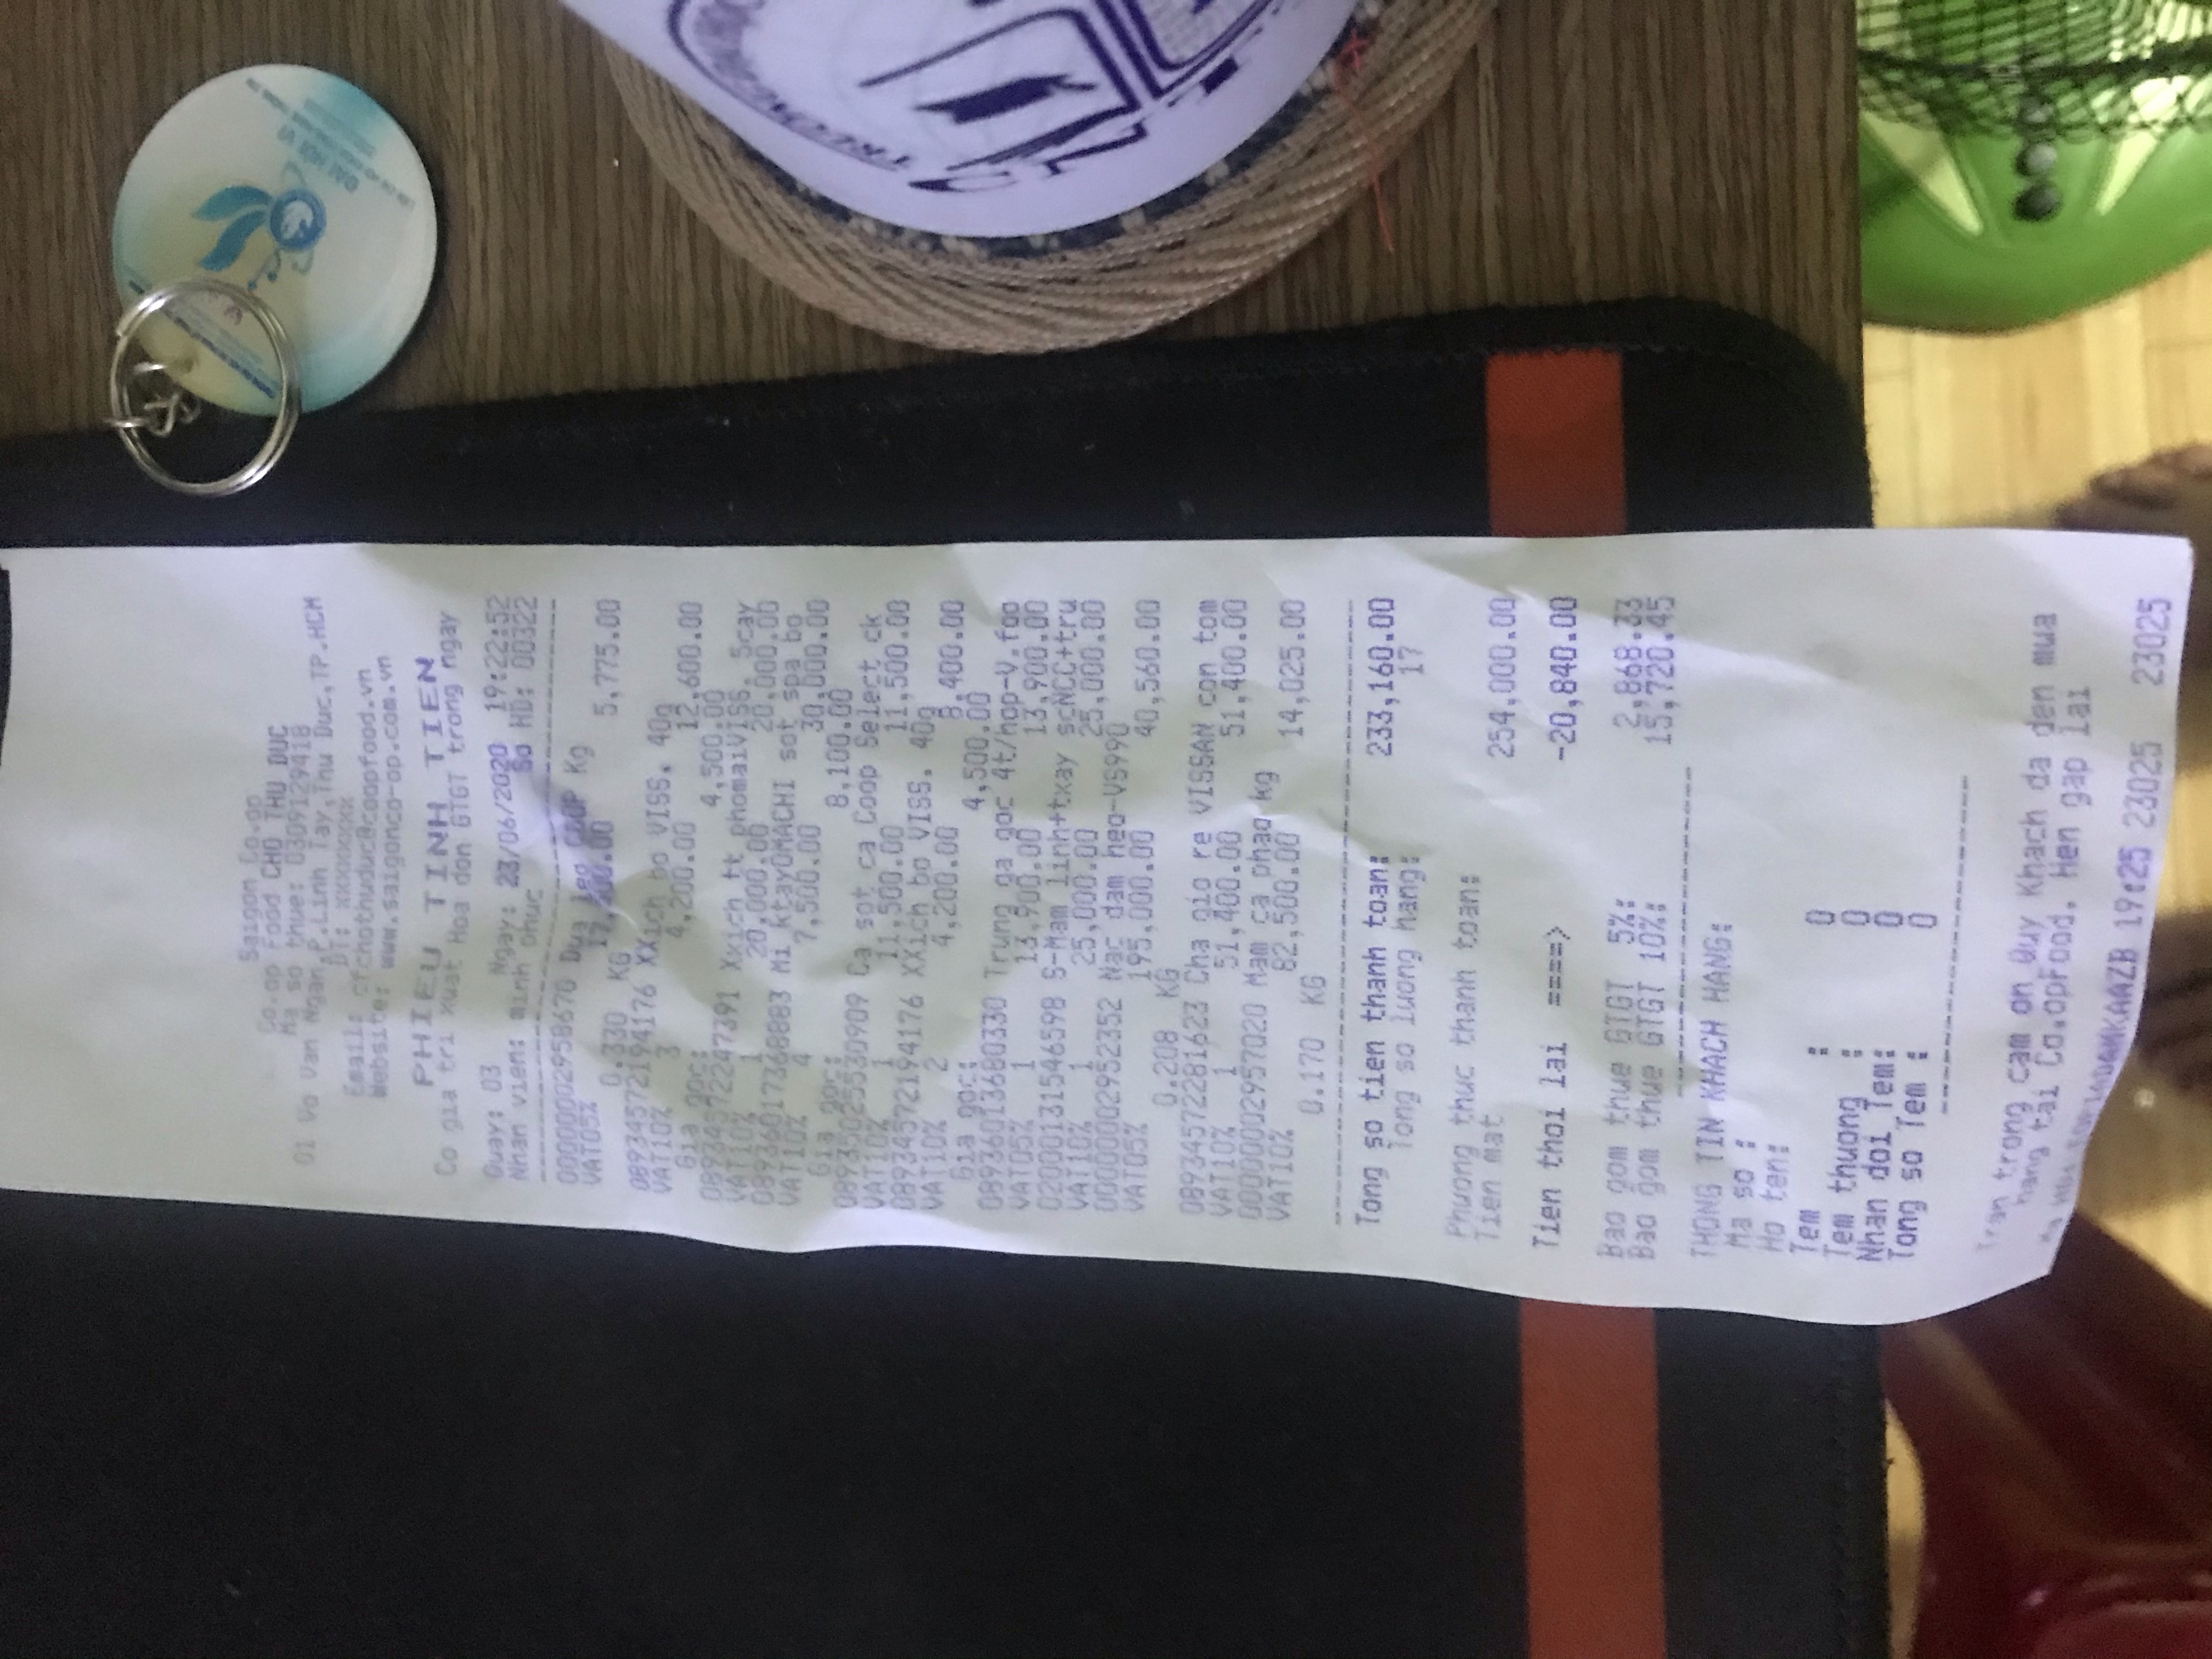 Saigon Co.op
Co.op Food CHO THU DUC
Ma so thue: 0309129418
01 Vo Van Ngan,P.Linh Tay,Thu Duc,TP.HCM
DT: xxxxxxxx
Email: cfchothuduc@coopfood.vn
Website: www.saigonco-op.com.vn
PHIEU TINH TIEN
Co gia tri xuat Hoa don GTGT trong ngay
Quay: 03 Ngay: 23/06/2020 19:22:52
Nhan vien: minh phuc So HD: 00322
00000002958670 Dua leo COOP Kg
VAT05% 17,500.00 5,775.00
0.330 KG
08934572194176 XXich bo VISS. 40g
VAT10% 3 4,200.00 12,600.00
Gia goc: 4,500.00
08934572247391 Xxich tt phomaiVISS. 5cay
VAT10% 1 20,000.00 20,000.00
08936017368883 Mi ktayOMACHI sot spa bo
VAT10% 4 7,500.00 30,000.00
Gia goc: 8,100.00
08935025530909 Ca sot ca Coop Select ck
VAT10% 1 11,500.00 11,500.00
08934572194176 XXich bo VISS. 40g
VAT10% 2 4,200.00 8,400.00
Gia goc: 4,500.00
08936013680330 Trung ga goc 4t/hop-V.foo
VAT05% 1 13,900.00 13,900.00
02000131546598 S-Mam linh+txay scNCC+tru
VAT10% 1 25,000.00 25,000.00
00000002952352 Nac dam heo-VS990
VAT05% 195,000.00 40,560.00
0.208 KG
08934572281623 Cha gio re VISSAN con tom
VAT10% 1 51,400.00 51,400.00
00000002957020 Mam ca phao kg
VAT10% 82,500.00 14,025.00
0.170 KG
Tong so tien thanh toan: 233,160.00
Tong so luong hang: 17
Phuong thuc thanh toan:
Tien mat 254,000.00
Tien thoi lai ====> -20,840.00
Bao gom thue GTGT 5%: 2,868.33
Bao gom thue GTGT 10%: 15,720.45
THONG TIN KHACH HANG:
Ma so :
Ho ten:
Tem : 0
Tem thuong : 0
Nhan doi Tem: 0
Tong so Tem : 0
Tran trong cam on Quy Khach da den mua
hang tai Co.opFood. Hen gap lai
19:25 23025 23025